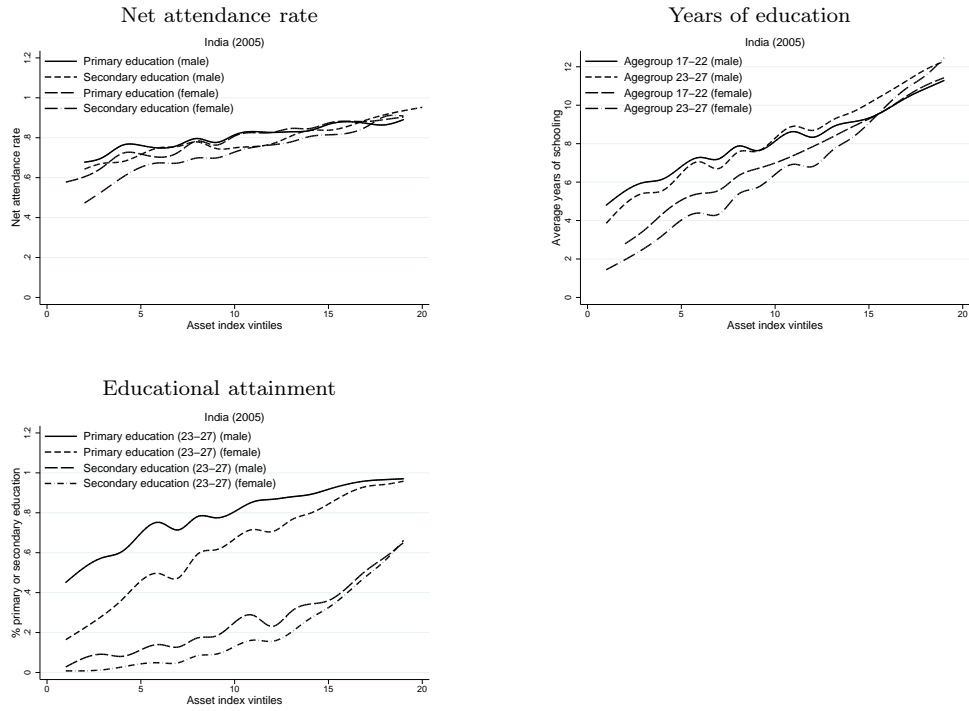 Net attendance rate
India (2005)
Primary education (male)
Secondary education (male)
Primary education (female)
Secondary education (female)
Net attendance rate
0 .2 .4 .6 .8 1 1.2
0 5 10 15 20
Asset index vintiles
Years of education
India (2005)
Agegroup 17−22 (male)
Agegroup 23−27 (male)
Agegroup 17−22 (female)
Agegroup 23−27 (female)
Average years of schooling
0 2 4 6 8 10 12
0 5 10 15 20
Asset index vintiles
Educational attainment
India (2005)
Primary education (23−27) (male)
Primary education (23−27) (female)
Secondary education (23−27) (male)
Secondary education (23−27) (female)
% primary or secondary education
0 .2 .4 .6 .8 1 1.2
0 5 10 15 20
Asset index vintiles